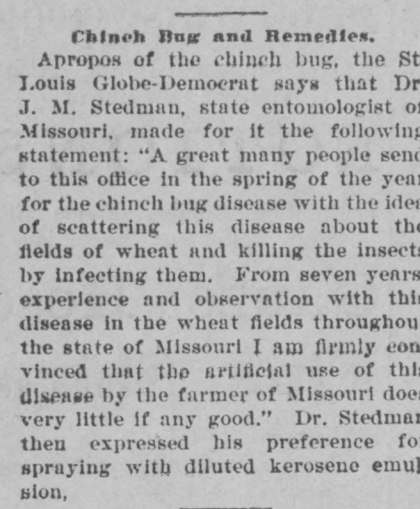 Chinch Bug and Remedies.
Apropos of the chinch bug, the St
Louis Globe-Democrat says that Dr
J. M. Stedman, state entomologist of
Missouri, made for it the following
statement: "A great many people send
to this office in the spring of the year
for the chinch bug disease with the idea
of scattering this disease about the
fields of wheat and killing the insects
by infecting them. From seven years
experience and observation with this
disease in the wheat fields throughout
the state of Missouri I am firmly con
vinced that the artificial use of this
disease by the farmer of Missouri does
very little if any good." Dr. Stedman
then expressed his preference for
spraying with diluted kerosene emul
sion,